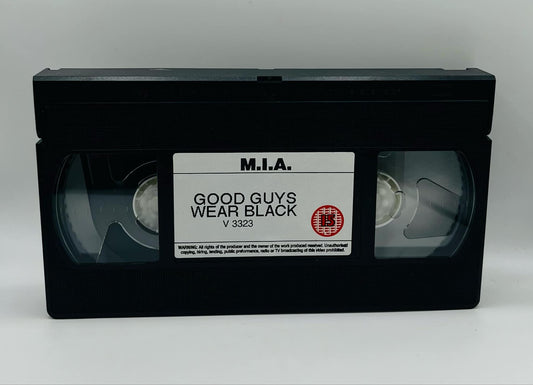 M.I.A.
GOOD GUYS
WEAR BLACK
V 3323
15
WARNING: All rights of the producer and the owner of the work produced reserved. Unauthorised
copying, hiring, lending, public preformance, radio or TV broadcasting of this video prohibited.